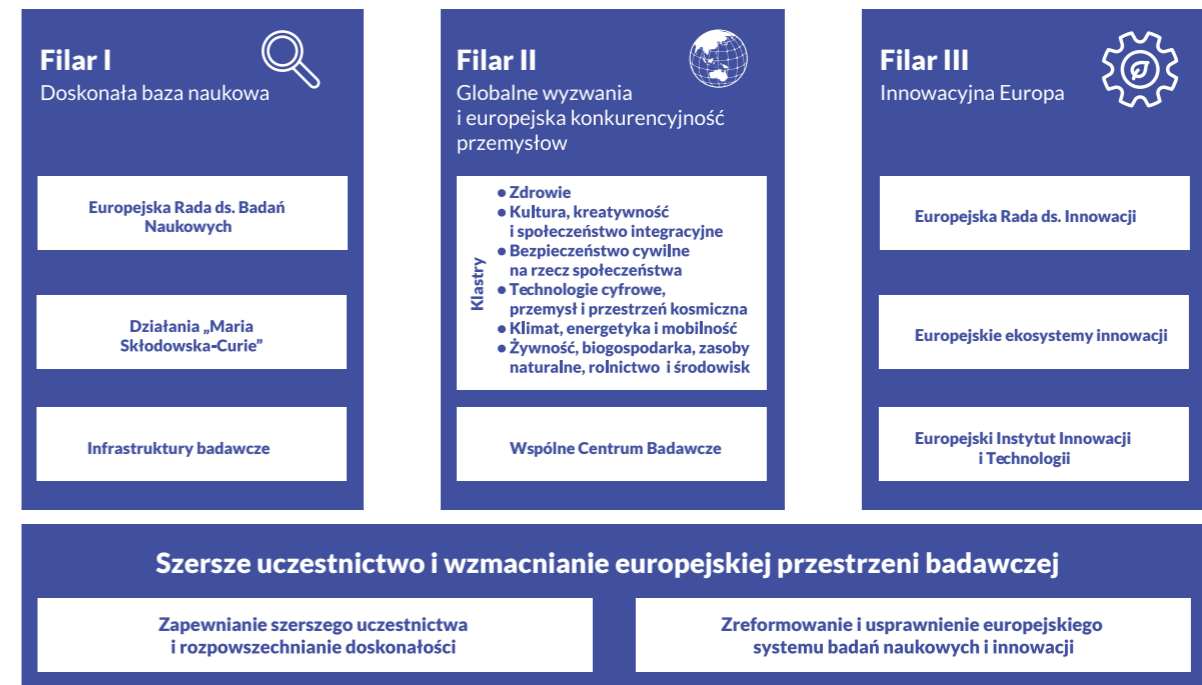 Filar I
Doskonała baza naukowa
Europejska Rada ds. Badań
Naukowych
Działania „Maria
Skłodowska-Curie”
Infrastruktury badawcze
Filar II
Globalne wyzwania
i europejska konkurencyjność
przemysłow
Klastry
● Zdrowie
● Kultura, kreatywność
i społeczeństwo integracyjne
● Bezpieczeństwo cywilne
na rzecz społeczeństwa
● Technologie cyfrowe,
przemysł i przestrzeń kosmiczna
● Klimat, energetyka i mobilność
● Żywność, biogospodarka, zasoby
naturalne, rolnictwo i środowisk
Wspólne Centrum Badawcze
Filar III
Innowacyjna Europa
Europejska Rada ds. Innowacji
Europejskie ekosystemy innowacji
Europejski Instytut Innowacji
i Technologii
Szersze uczestnictwo i wzmacnianie europejskiej przestrzeni badawczej
Zapewnianie szerszego uczestnictwa
i rozpowszechnianie doskonałości
Zreformowanie i usprawnienie europejskiego
systemu badań naukowych i innowacji